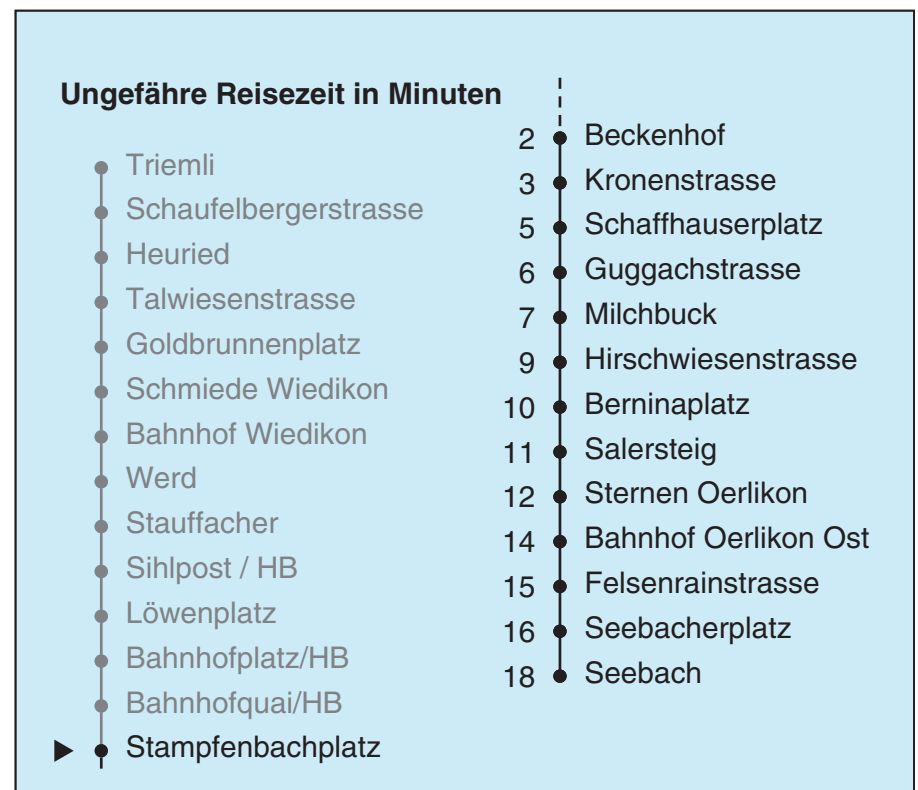 Ungefähre Reisezeit in Minuten
Triemli
Schaufelbergerstrasse
Heuried
Talwiesenstrasse
Goldbrunnenplatz
Schmiede Wiedikon
Bahnhof Wiedikon
Werd
Stauffacher
Sihlpost / HB
Löwenplatz
Bahnhofplatz/HB
Bahnhofquai/HB
Stampfenbachplatz
2 Beckenhof
3 Kronenstrasse
5 Schaffhauserplatz
6 Guggachstrasse
7 Milchbuck
9 Hirschwiesenstrasse
10 Berninaplatz
11 Salersteig
12 Sternen Oerlikon
14 Bahnhof Oerlikon Ost
15 Felsenrainstrasse
16 Seebacherplatz
18 Seebach